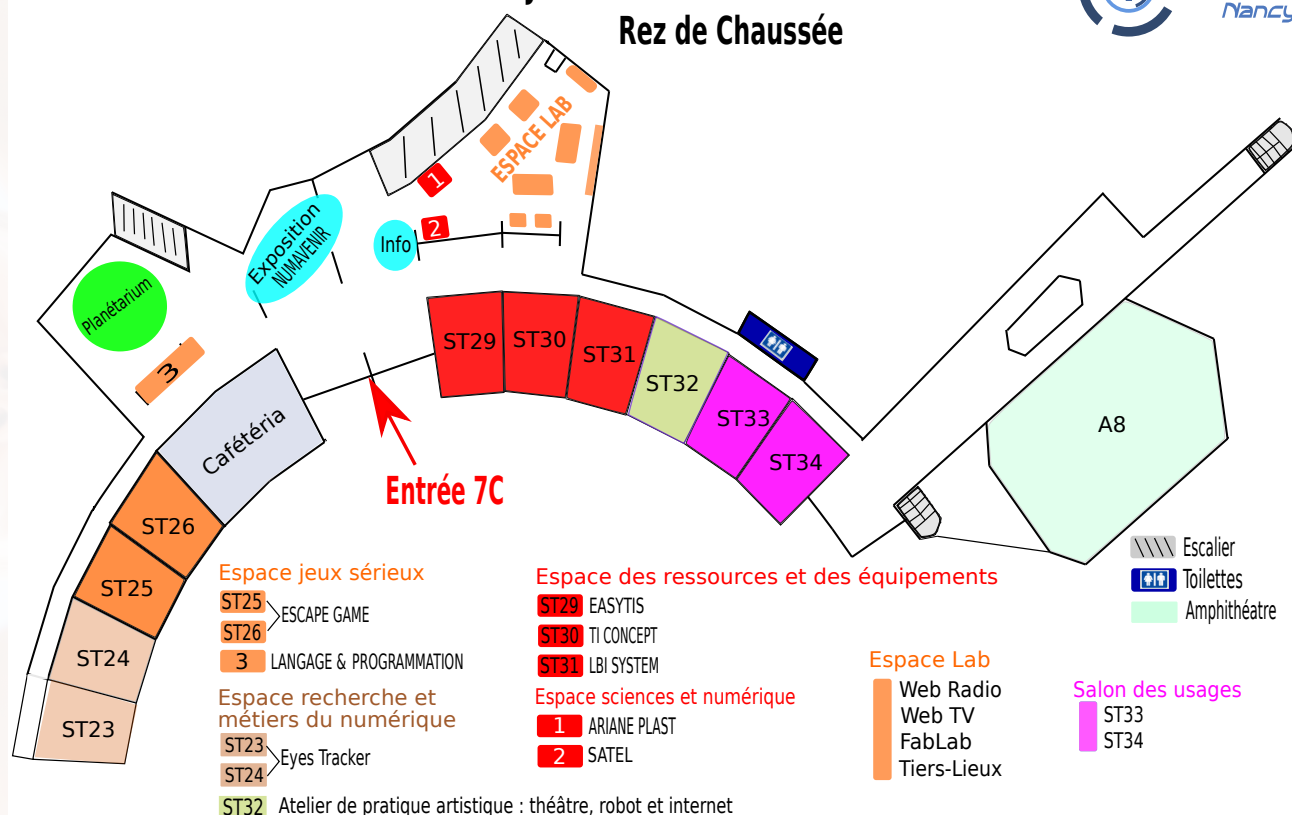 Rez de Chaussée
Nancy
ESPACE LAB
1
2
Exposition
NUMAVENIR
Info
Planétarium
3
ST29
ST30
ST31
ST32
ST33
ST34
A8
Cafétéria
Entrée 7C
ST26
ST25
ST24
ST23
Espace jeux sérieux
ST25
ST26
ESCAPE GAME
3 LANGAGE & PROGRAMMATION
Espace recherche et
métiers du numérique
ST23
ST24
Eyes Tracker
ST32 Atelier de pratique artistique : théâtre, robot et internet
Espace des ressources et des équipements
ST29 EASYTIS
ST30 TI CONCEPT
ST31 LBI SYSTEM
Espace sciences et numérique
1 ARIANE PLAST
2 SATEL
Espace Lab
Web Radio
Web TV
FabLab
Tiers-Lieux
Salon des usages
ST33
ST34
Escalier
Toilettes
Amphithéatre